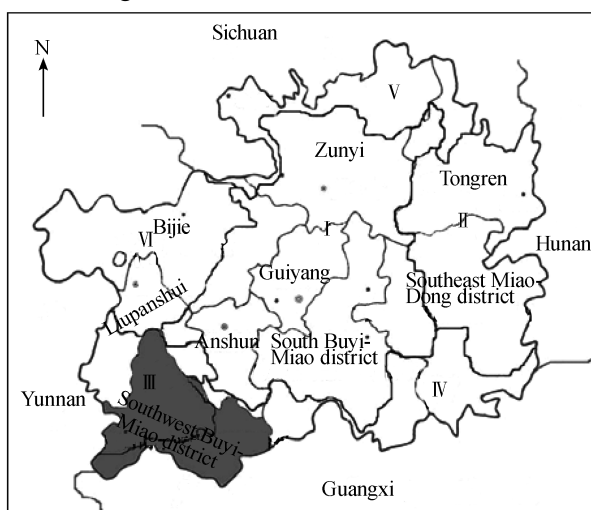 Sichuan
N
V
Zunyi
Tongren
II
Bijie
VI
I
Hunan
Guiyang
Southeast Miao-
Dong district
Liupanshui
Anshun
South Buyi-
Miao district
III
IV
Yunnan
Southwest Buyi-
Miao district
Guangxi